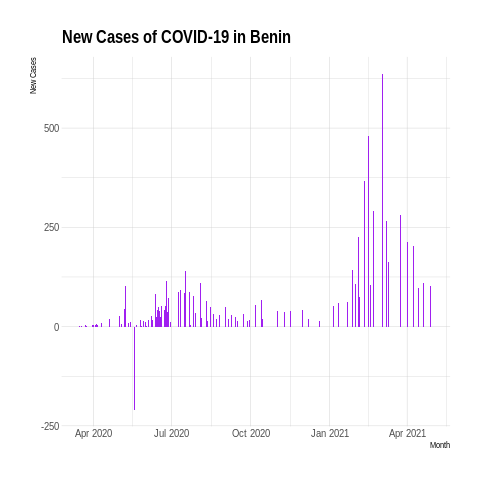 New Cases of COVID-19 in Benin
New Cases
500
250
0
-250
Apr 2020 Jul 2020 Oct 2020 Jan 2021 Apr 2021
Month